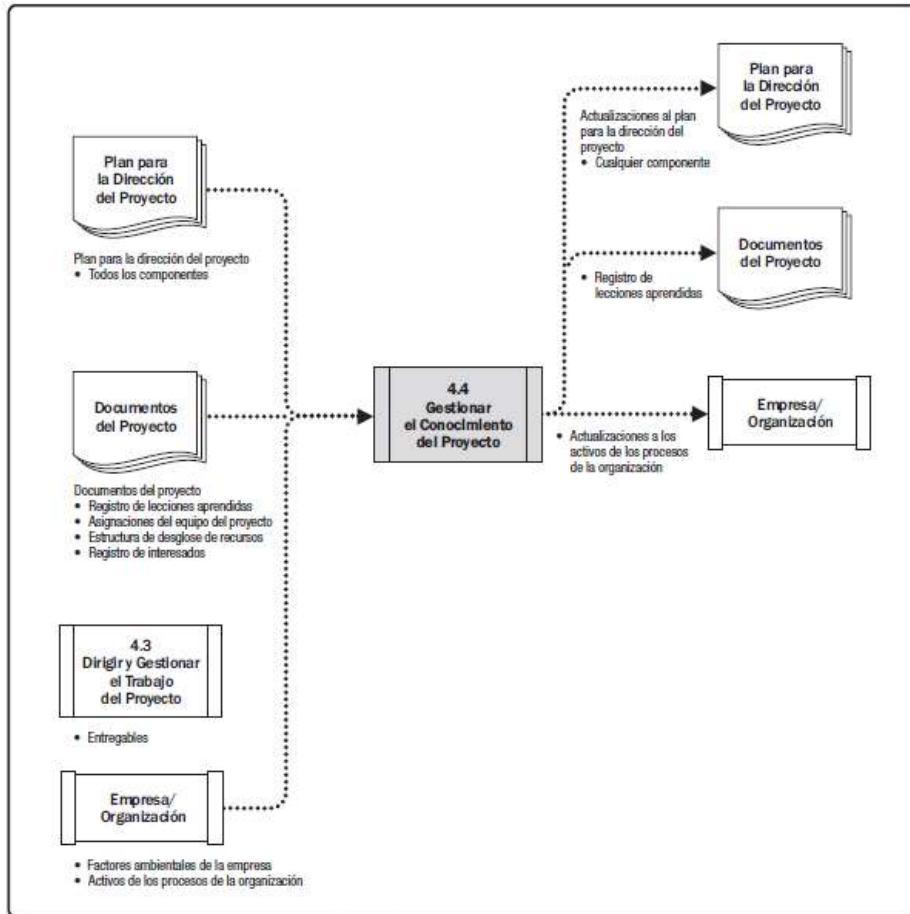 Plan para
la Dirección
del Proyecto
Plan para la dirección del proyecto
• Todos los componentes
Documentos
del Proyecto
Documentos del proyecto
• Registro de lecciones aprendidas
• Asignaciones del equipo del proyecto
• Estructura de desglose de recursos
• Registro de interesados
4.3
Dirigir y Gestionar
el Trabajo
del Proyecto
• Entregables
Empresa/
Organización
• Factores ambientales de la empresa
• Activos de los procesos de la organización
4.4
Gestionar
el Conocimiento
del Proyecto
Plan para
la Dirección
del Proyecto
Actualizaciones al plan
para la dirección del
proyecto
• Cualquier componente
Documentos
del Proyecto
• Registro de
lecciones aprendidas
Empresa/
Organización
• Actualizaciones a los
activos de los procesos
de la organización